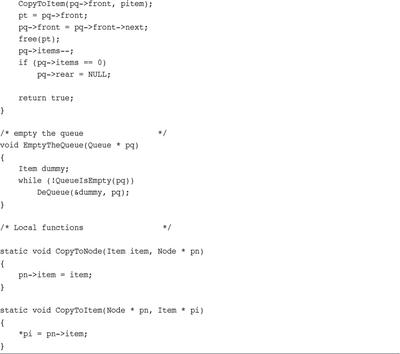 CopyToItem(pq->front, pitem);
    pt = pq->front;
    pq->front = pq->front->next;
    free(pt);
    pq->items--;
    if (pq->items == 0)
        pq->rear = NULL;

    return true;
}

/* empty the queue                */
void EmptyTheQueue(Queue * pq)
{
    Item dummy;
    while (!QueueIsEmpty(pq))
        DeQueue(&dummy, pq);
}

/* Local functions                 */

static void CopyToNode(Item item, Node * pn)
{
    pn->item = item;
}

static void CopyToItem(Node * pn, Item * pi)
{
    *pi = pn->item;
}